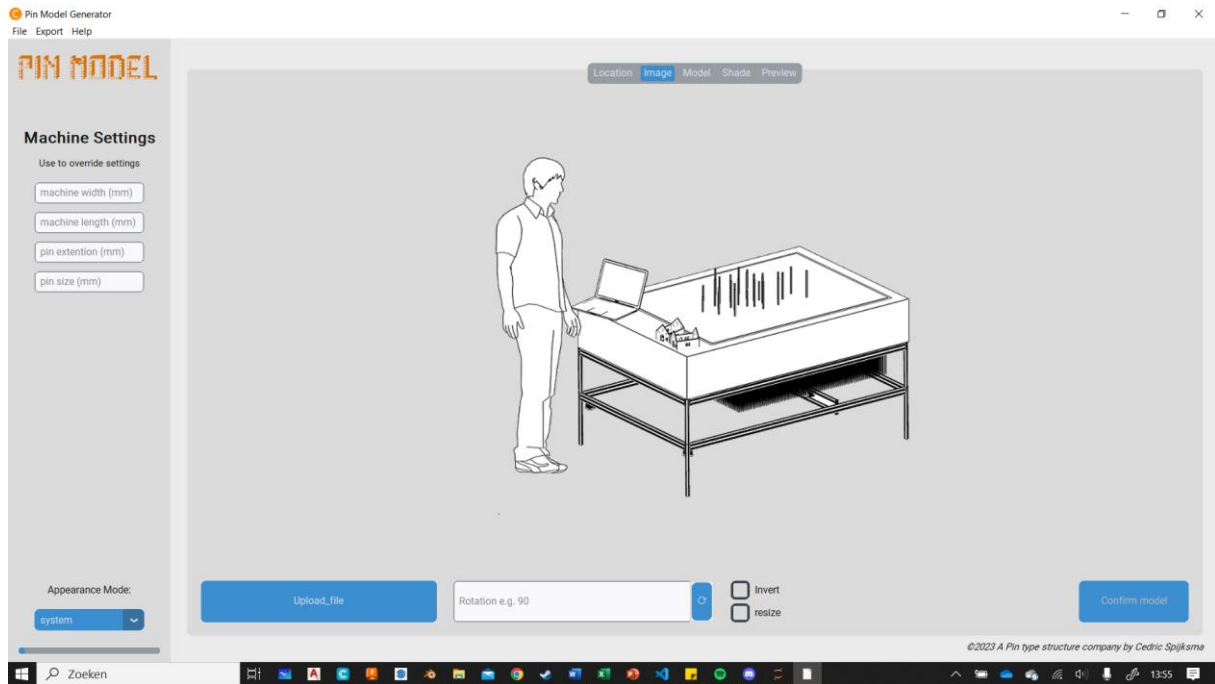 Pin Model Generator
File Export Help
PIN MODEL
Location Image Model Shade Preview
Machine Settings
Use to override settings
machine width (mm)
machine length (mm)
pin extention (mm)
pin size (mm)
Appearance Mode:
system
Upload_file
Rotation e.g. 90
Invert
resize
Confirm model
©2023 A Pin type structure company by Cedric Spijksma
Zoeken
13:55